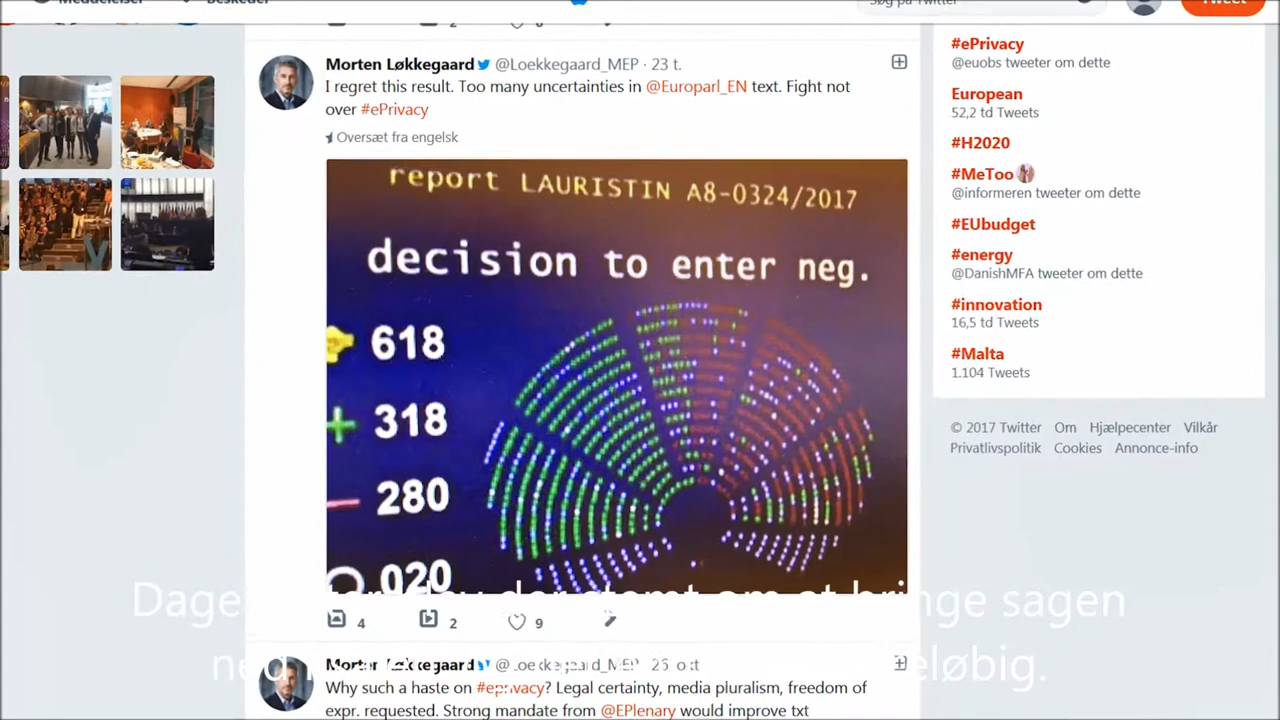 Meddelelser
Beskeder
Søg på Twitter
Tweet
2
Morten Løkkegaard @Loekkegaard_MEP · 23 t.
I regret this result. Too many uncertainties in @Europarl_EN text. Fight not
over #ePrivacy
Oversæt fra engelsk
report LAURISTIN A8-0324/2017
decision to enter neg.
618
+ 318
− 280
020
4 2 9
Morten Løkkegaard
Why such a haste on #eprivacy? Legal certainty, media pluralism, freedom of
expr. requested. Strong mandate from @EPlenary would improve txt
#ePrivacy
@euobs tweeter om dette
European
52,2 td Tweets
#H2020
#MeToo
@informeren tweeter om dette
#EUbudget
#energy
@DanishMFA tweeter om dette
#innovation
16,5 td Tweets
#Malta
1.104 Tweets
© 2017 Twitter Om Hjælpecenter Vilkår
Privatlivspolitik Cookies Annonce-info
der stemt om at bringe sagen